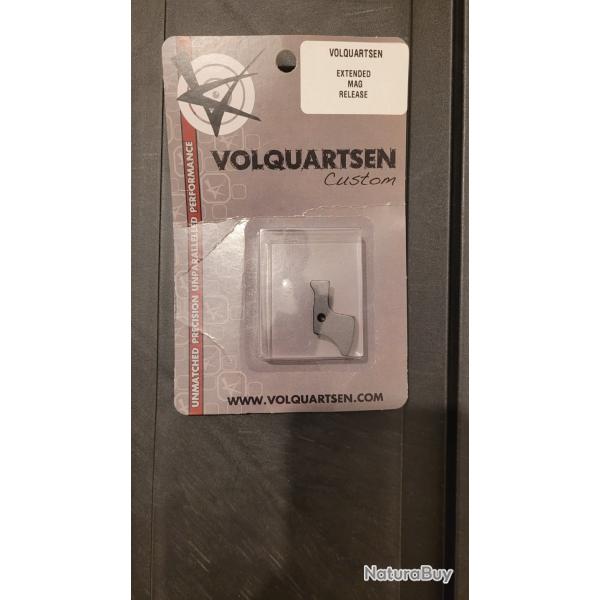 VOLQUARTSEN
EXTENDED
MAG
RELEASE
VOLQUARTSEN
Custom
UNMATCHED PRECISION UNPARALLELED PERFORMANCE
WWW.VOLQUARTSEN.COM
NaturaBuy